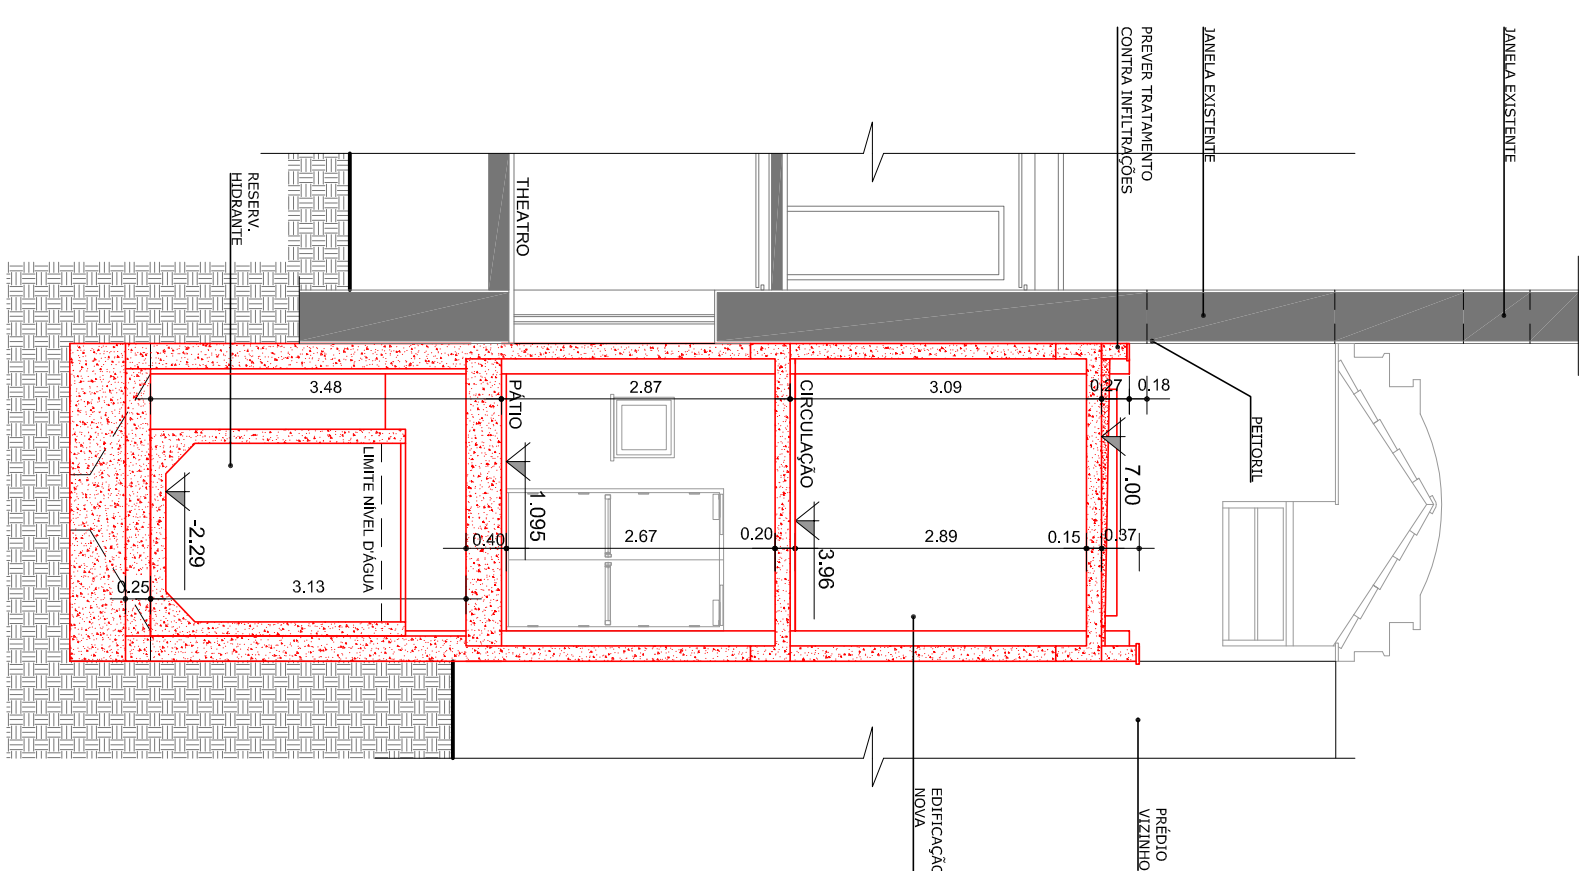 JANELA EXISTENTE
JANELA EXISTENTE
PREVER TRATAMENTO
CONTRA INFILTRAÇÕES
PEITORIL
THEATRO
RESERV.
HIDRANTE
3.48
2.87
3.09
0.27
0.18
PÁTIO
CIRCULAÇÃO
LIMITE NÍVEL D'ÁGUA
7.00
1.095
3.96
-2.29
0.40
2.67
0.20
2.89
0.15
0.37
0.25
3.13
EDIFICAÇÃO
NOVA
PRÉDIO
VIZINHO